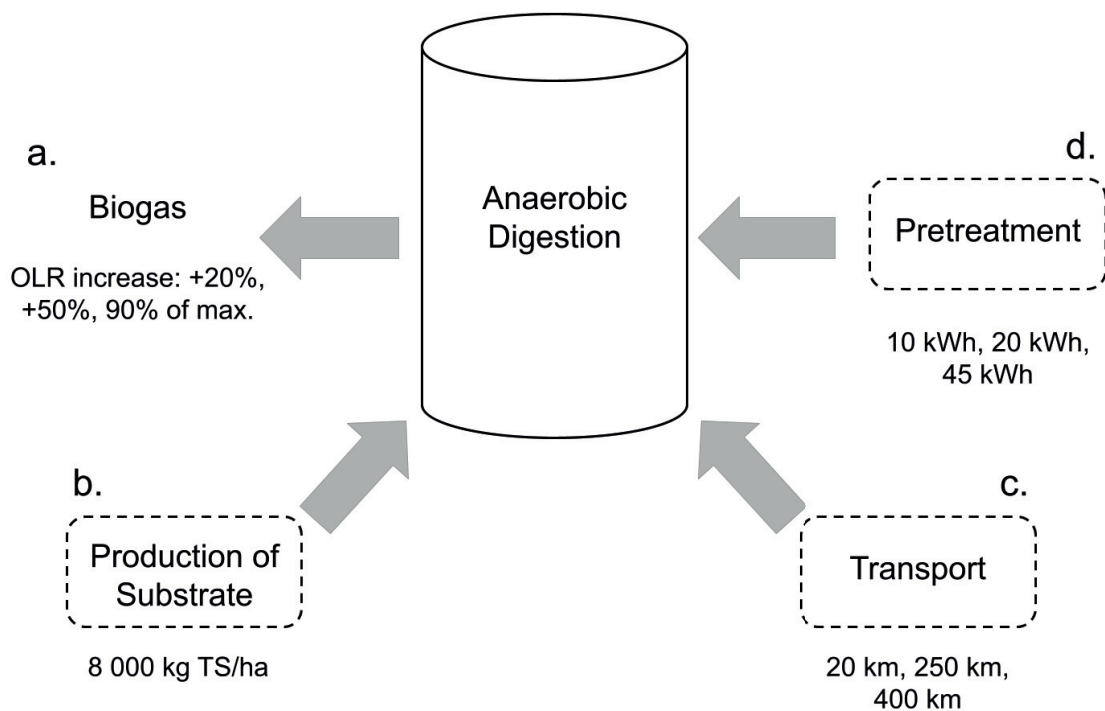 a.
Biogas
OLR increase: +20%,
+50%, 90% of max.
Anaerobic
Digestion
d.
Pretreatment
10 kWh, 20 kWh,
45 kWh
b.
Production of
Substrate
8 000 kg TS/ha
c.
Transport
20 km, 250 km,
400 km